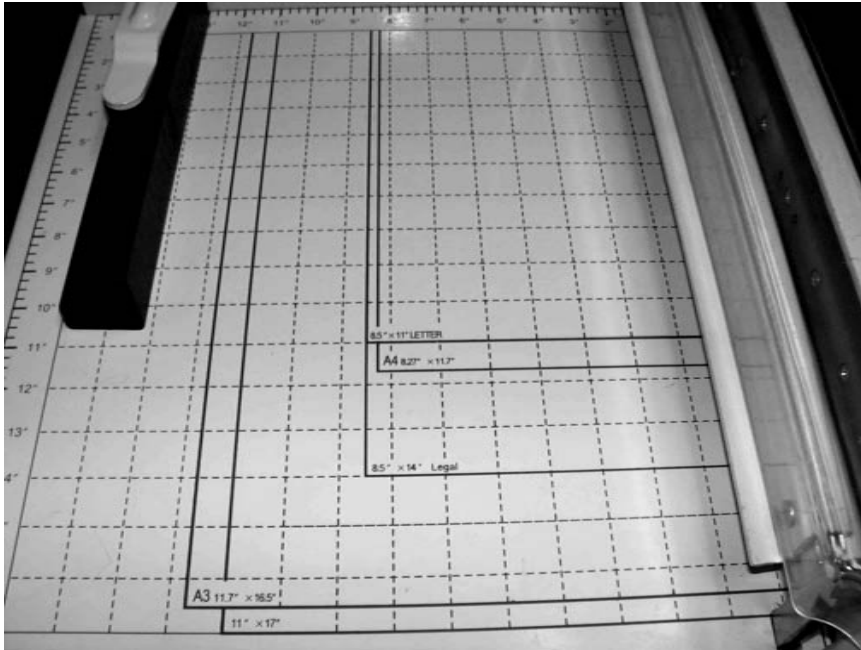 12" 11" 10" 9" 8" 7" 6" 5" 4" 3" 2"
2"
3"
4"
5"
6"
7"
8"
9"
10"
11"
12"
13"
4"
8.5" × 11" LETTER
A4 8.27" × 11.7"
8.5" × 14" Legal
A3 11.7" × 16.5"
11" × 17"